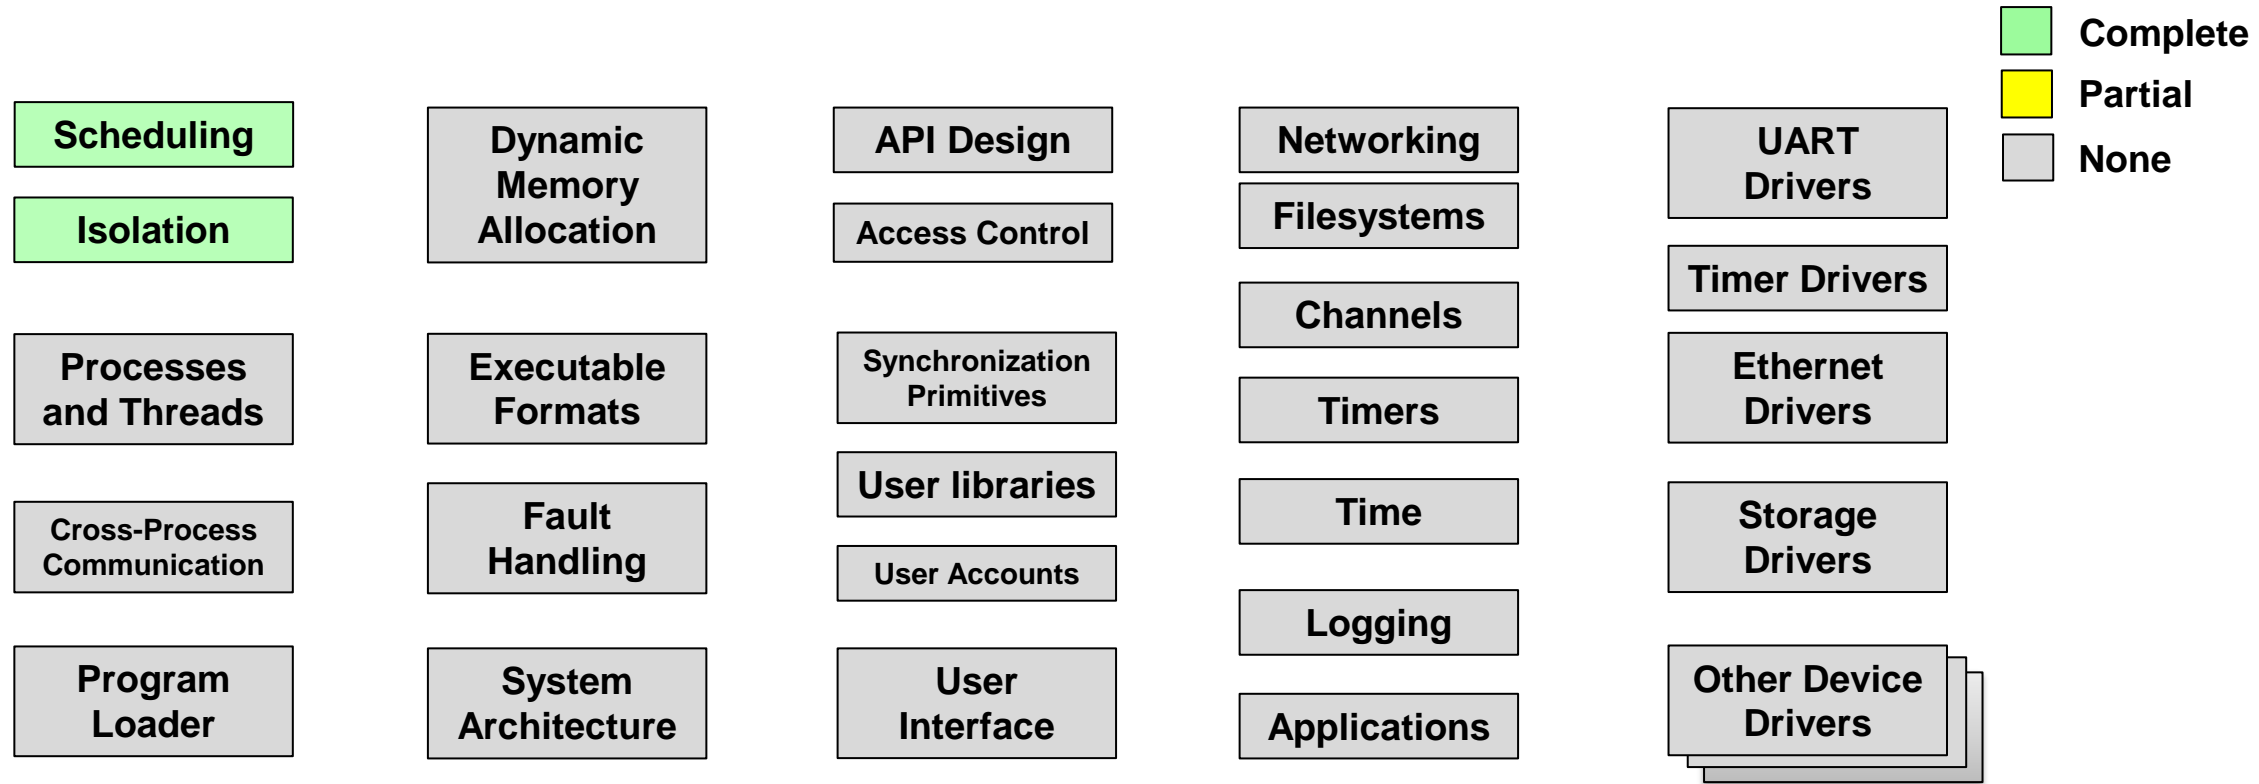 Complete
Partial
None
Scheduling
Isolation
Processes
and Threads
Cross-Process
Communication
Program
Loader
Dynamic
Memory
Allocation
Executable
Formats
Fault
Handling
System
Architecture
API Design
Access Control
Synchronization
Primitives
User libraries
User Accounts
User
Interface
Networking
Filesystems
Channels
Timers
Time
Logging
Applications
UART
Drivers
Timer Drivers
Ethernet
Drivers
Storage
Drivers
Other Device
Drivers